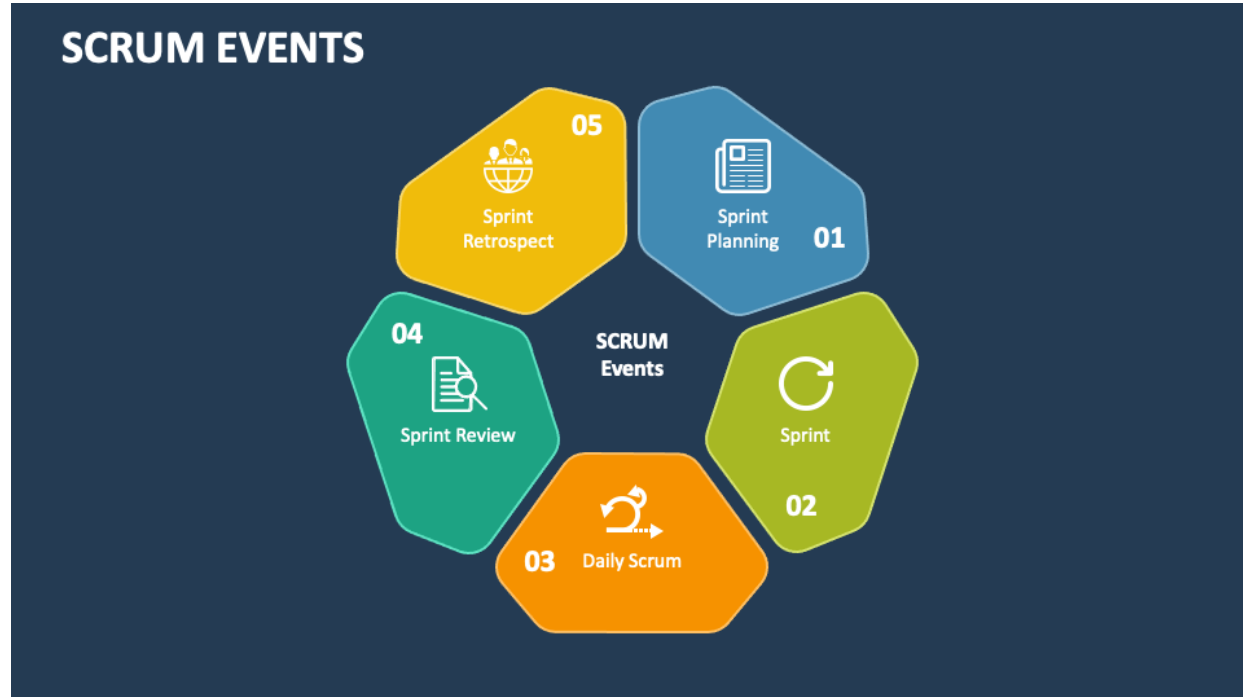 SCRUM EVENTS
05
Sprint
Retrospect
Sprint
Planning
01
04
Sprint Review
SCRUM
Events
Sprint
02
03
Daily Scrum